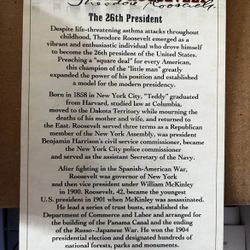 Theodore Roosevelt
The 26th President
Despite life-threatening asthma attacks throughout
childhood, Theodore Roosevelt emerged as a
vibrant and enthusiastic individual who drove himself
to become the 26th president of the United States.
Preaching a "square deal" for every American,
this champion of the "little man" greatly
expanded the power of his position and established
a model for the modern presidency.
Born in 1858 in New York City, "Teddy" graduated
from Harvard, studied law at Columbia,
moved to the Dakota Territory while mourning the
deaths of his mother and wife, and returned to
the East. Roosevelt served three terms as a Republican
member of the New York Assembly, was president
Benjamin Harrison's civil service commissioner, became
the New York City police commissioner
and served as the assistant Secretary of the Navy.
After fighting in the Spanish-American War,
Roosevelt was governor of New York
and then vice president under William McKinley
in 1900. Roosevelt, 42, became the youngest
U.S. president in 1901 when McKinley was assassinated.
He lead a series of trust busts, established the
Department of Commerce and Labor and arranged for
the building of the Panama Canal and the end
of the Russo-Japanese War. He won the 1904
presidential election and designated hundreds of
national forests, parks and monuments.